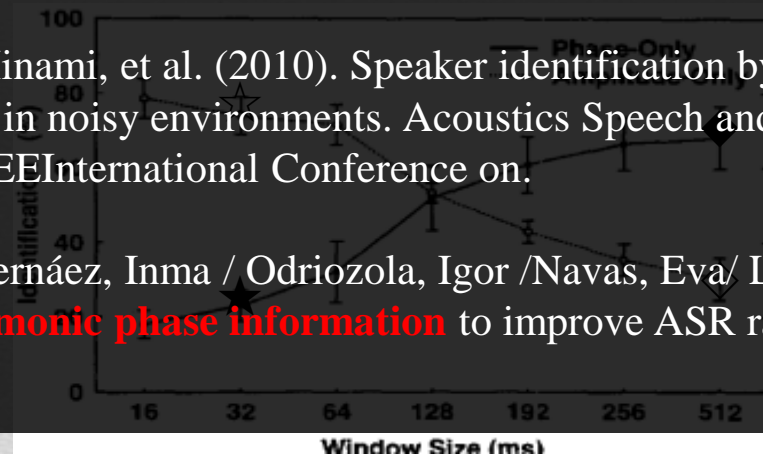 100
Phase-Only
inami, et al. (2010). Speaker identification by
80
in noisy environments. Acoustics Speech and
EEInternational Conference on.
40
ernáez, Inma / Odriozola, Igor /Navas, Eva/ L
monic phase information to improve ASR ra
0
16 32 64 128 192 256 512
Window Size (ms)